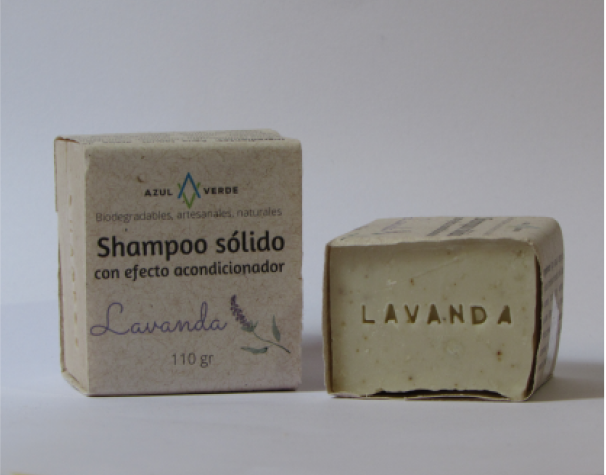 AZUL VERDE
Biodegradables, artesanales, naturales
Shampoo sólido
con efecto acondicionador
Lavanda
110 gr
LAVANDA